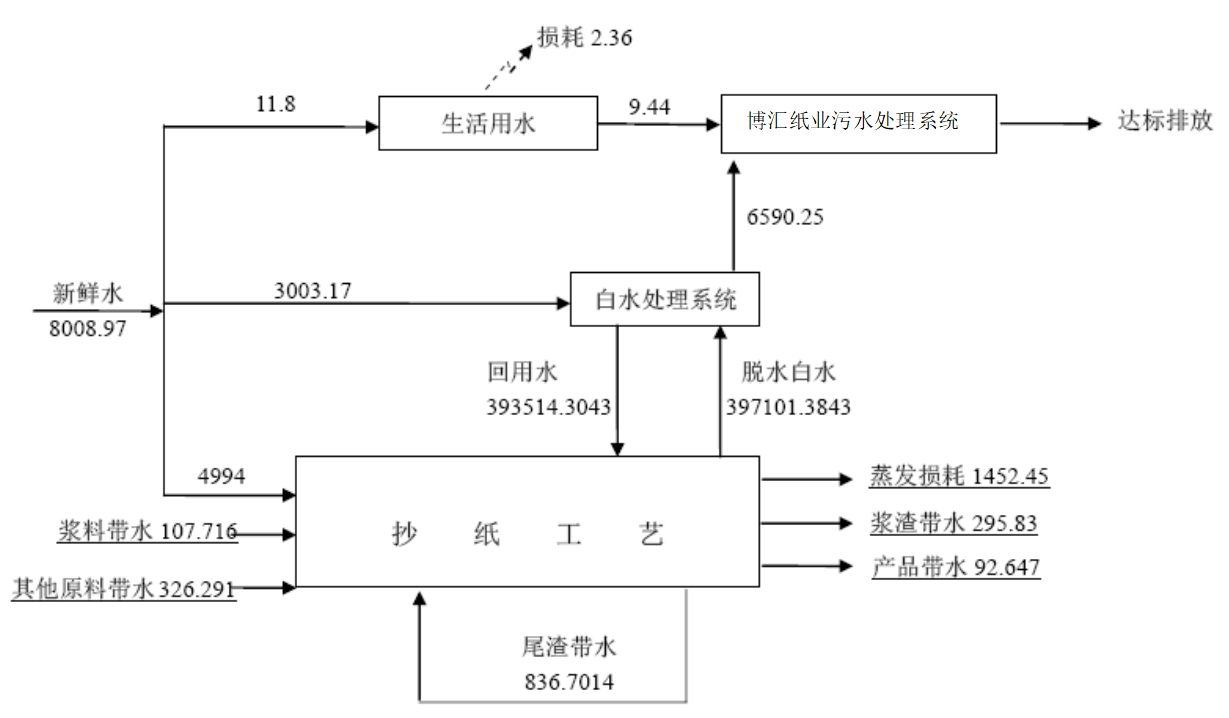 损耗 2.36
11.8
生活用水
9.44
博汇纸业污水处理系统
达标排放
6590.25
新鲜水
8008.97
3003.17
白水处理系统
回用水
393514.3043
脱水白水
397101.3843
4994
浆料带水 107.716
其他原料带水 326.291
抄 纸 工 艺
蒸发损耗 1452.45
浆渣带水 295.83
产品带水 92.647
尾渣带水
836.7014